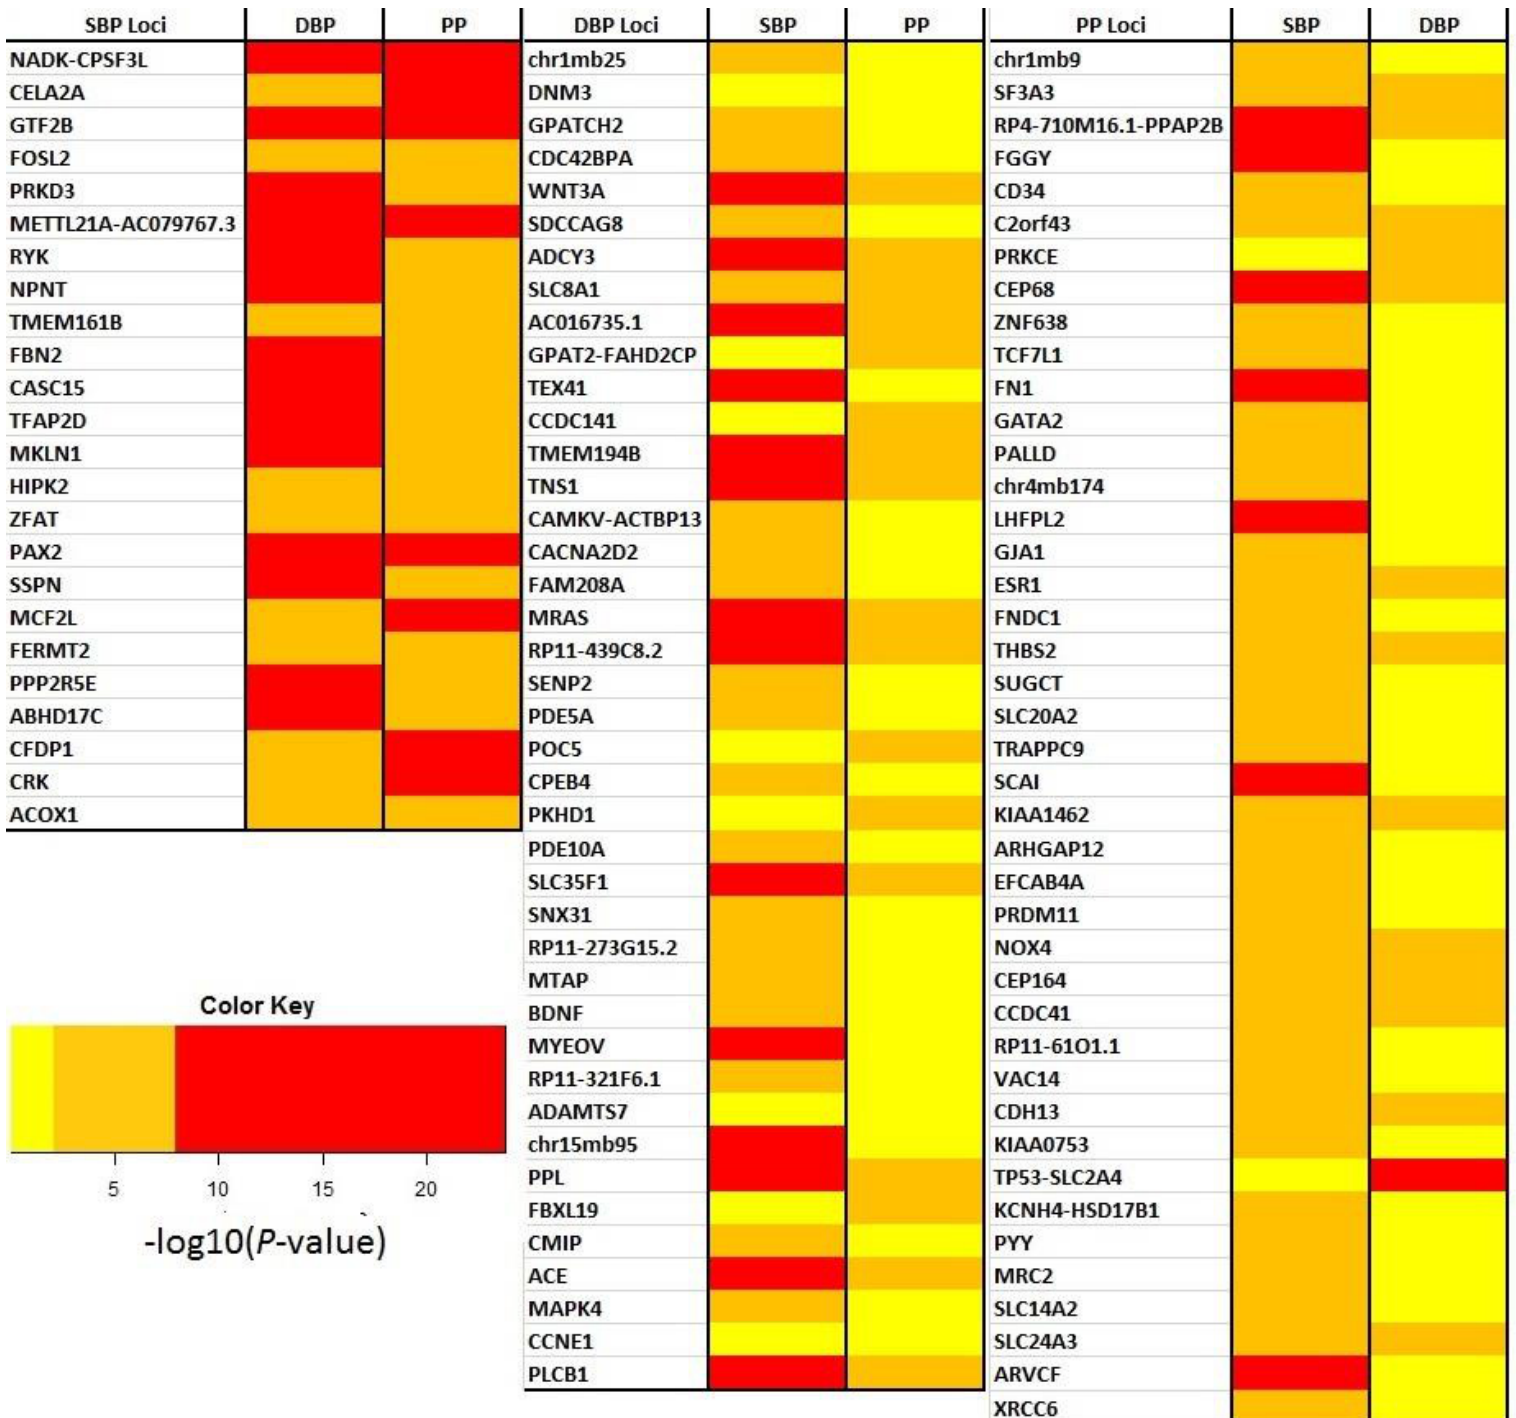 SBP Loci DBP PP DBP Loci SBP PP PP Loci SBP DBP
NADK-CPSF3L chr1mb25 chr1mb9
CELA2A DNM3 SF3A3
GTF2B GPATCH2 RP4-710M16.1-PPAP2B
FOSL2 CDC42BPA FGGY
PRKD3 WNT3A CD34
METTL21A-AC079767.3 SDCCAG8 C2orf43
RYK ADCY3 PRKCE
NPNT SLC8A1 CEP68
TMEM161B AC016735.1 ZNF638
FBN2 GPAT2-FAHD2CP TCF7L1
CASC15 TEX41 FN1
TFAP2D CCDC141 GATA2
MKLN1 TMEM194B PALLD
HIPK2 TNS1 chr4mb174
ZFAT CAMKV-ACTBP13 LHFPL2
PAX2 CACNA2D2 GJA1
SSPN FAM208A ESR1
MCF2L MRAS FNDC1
FERMT2 RP11-439C8.2 THBS2
PPP2R5E SENP2 SUGCT
ABHD17C PDE5A SLC20A2
CFDP1 POC5 TRAPPC9
CRK CPEB4 SCAI
ACOX1 PKHD1 KIAA1462
PDE10A ARHGAP12
SLC35F1 EFCAB4A
SNX31 PRDM11
RP11-273G15.2 NOX4
MTAP CEP164
BDNF CCDC41
MYEOV RP11-61O1.1
RP11-321F6.1 VAC14
ADAMTS7 CDH13
chr15mb95 KIAA0753
PPL TP53-SLC2A4
FBXL19 KCNH4-HSD17B1
CMIP PYY
ACE MRC2
MAPK4 SLC14A2
CCNE1 SLC24A3
PLCB1 ARVCF
XRCC6
Color Key
5 10 15 20
-log10(P-value)